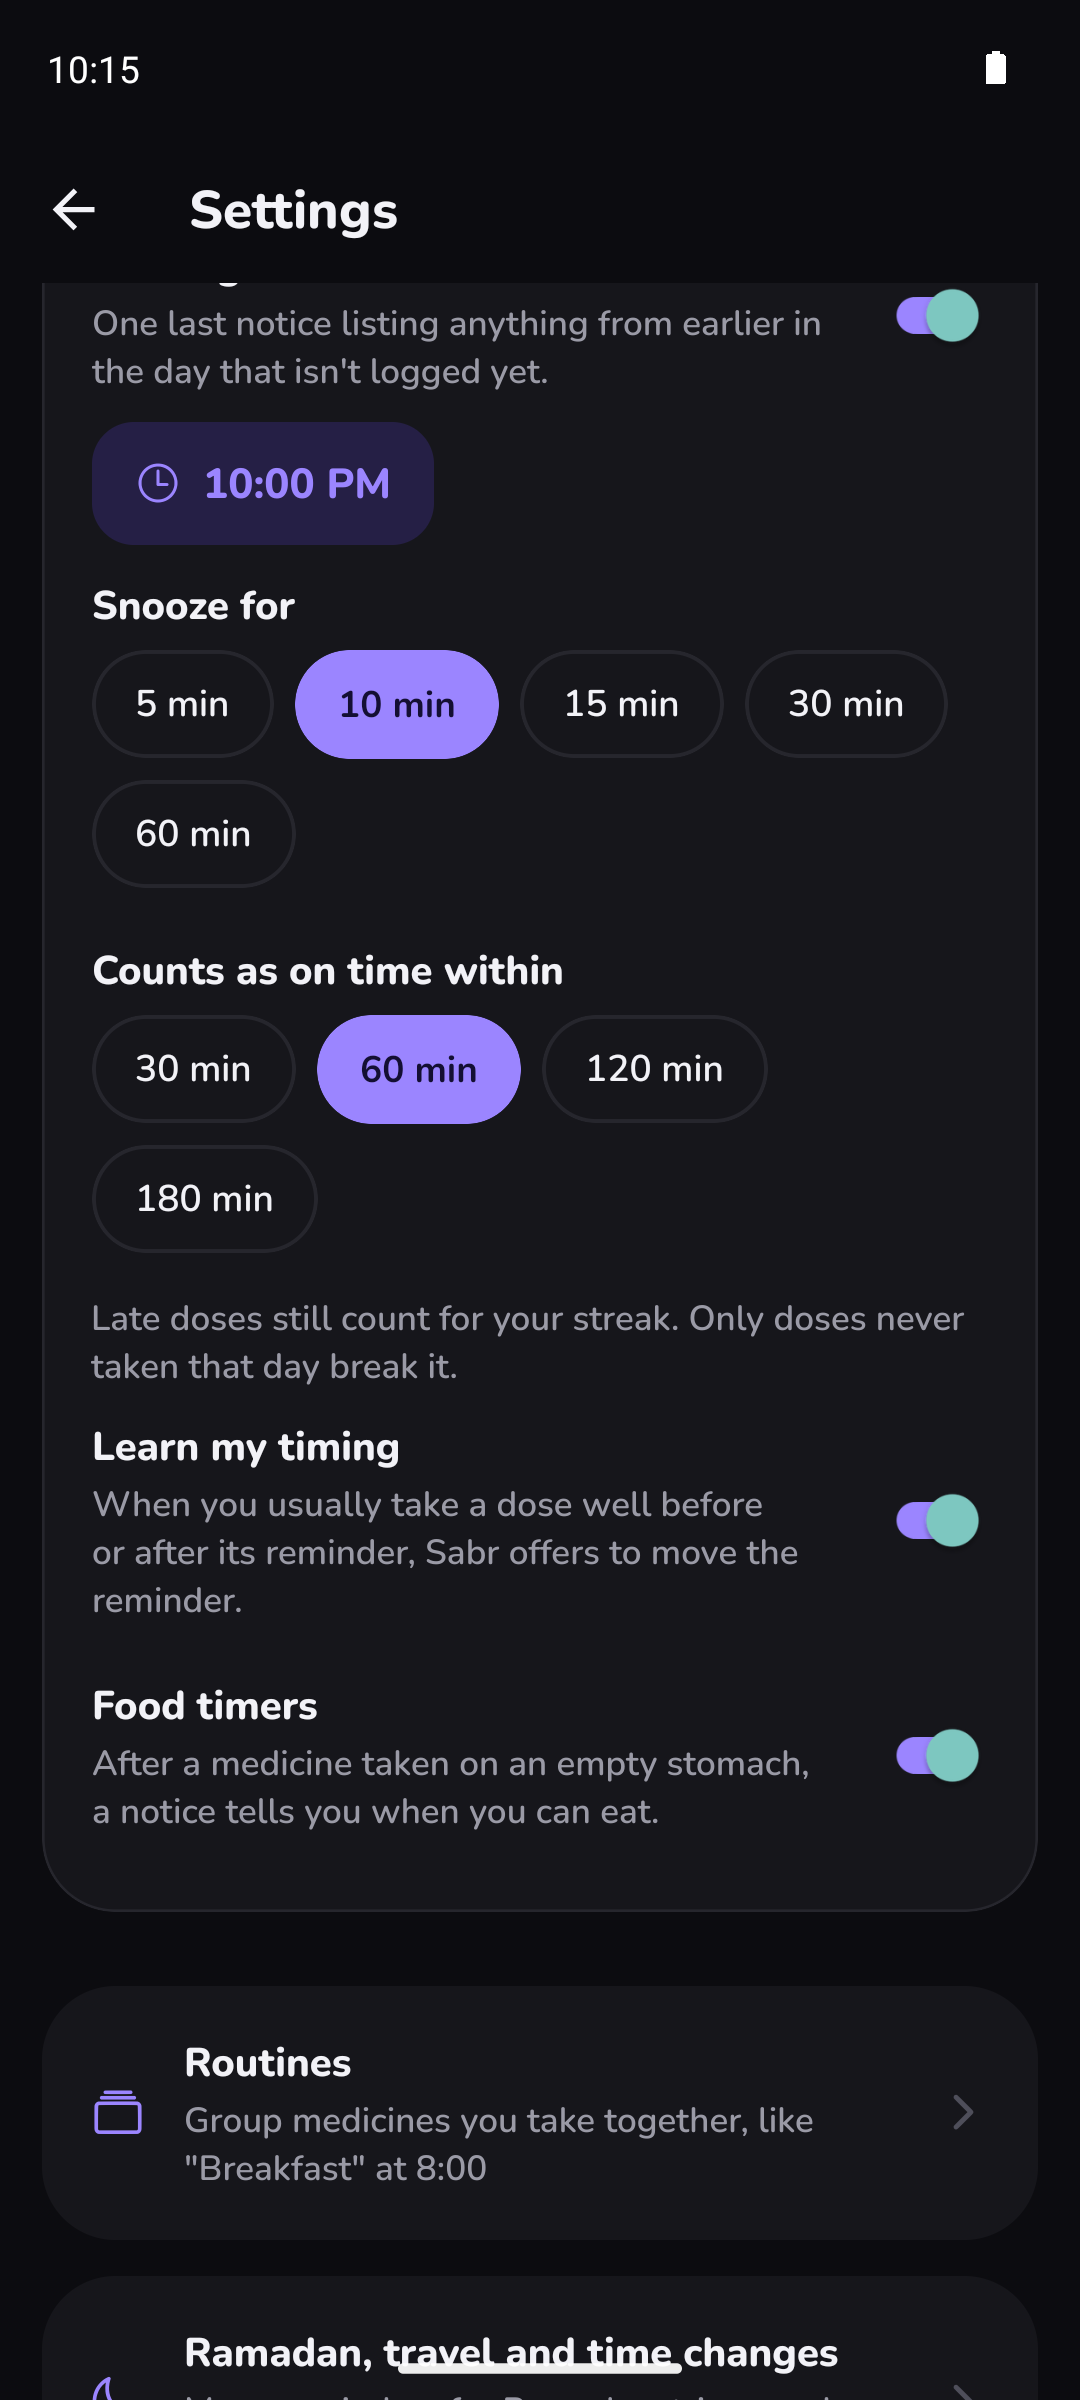 10:15
Settings
One last notice listing anything from earlier in
the day that isn't logged yet.
10:00 PM
Snooze for
5 min
10 min
15 min
30 min
60 min
Counts as on time within
30 min
60 min
120 min
180 min
Late doses still count for your streak. Only doses never
taken that day break it.
Learn my timing
When you usually take a dose well before
or after its reminder, Sabr offers to move the
reminder.
Food timers
After a medicine taken on an empty stomach,
a notice tells you when you can eat.
Routines
Group medicines you take together, like
"Breakfast" at 8:00
Ramadan, travel and time changes